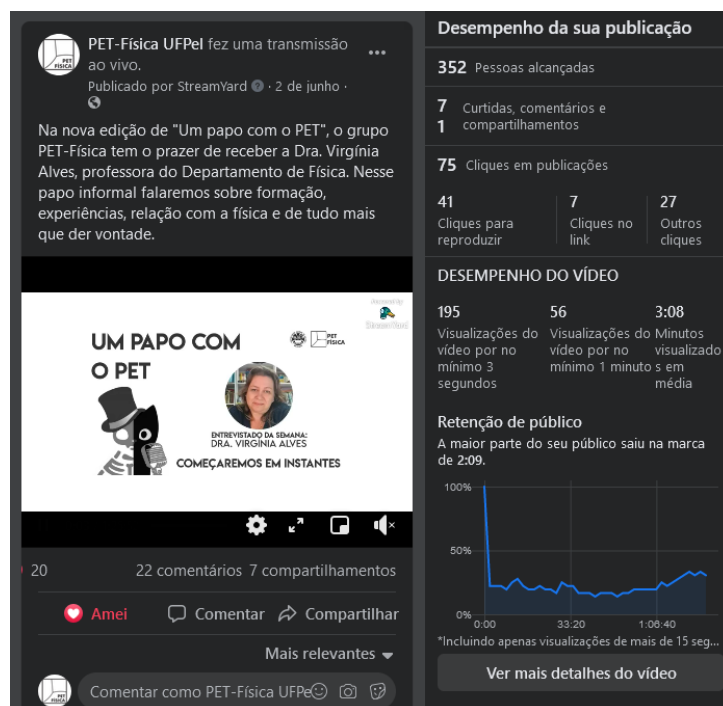 PET-Física UFPel fez uma transmissão
ao vivo.
Publicado por StreamYard · 2 de junho ·
Na nova edição de "Um papo com o PET", o grupo
PET-Física tem o prazer de receber a Dra. Virgínia
Alves, professora do Departamento de Física. Nesse
papo informal falaremos sobre formação,
experiências, relação com a física e de tudo mais
que der vontade.
StreamYard
UM PAPO COM
O PET
PET
FÍSICA
ENTREVISTADO DA SEMANA:
DRA. VIRGÍNIA ALVES
COMEÇAREMOS EM INSTANTES
20
22 comentários 7 compartilhamentos
Amei
Comentar
Compartilhar
Mais relevantes
Comentar como PET-Física UFPe
Desempenho da sua publicação
352 Pessoas alcançadas
7
1
Curtidas, comentários e
compartilhamentos
75 Cliques em publicações
41
Cliques para
reproduzir
7
Cliques no
link
27
Outros
cliques
DESEMPENHO DO VÍDEO
195
Visualizações do
vídeo por no
mínimo 3
segundos
56
Visualizações do
vídeo por no
mínimo 1 minuto
3:08
Minutos
visualizado
s em
média
Retenção de público
A maior parte do seu público saiu na marca
de 2:09.
100%
50%
0%
0:00
33:20
1:06:40
*Incluindo apenas visualizações de mais de 15 seg...
Ver mais detalhes do vídeo